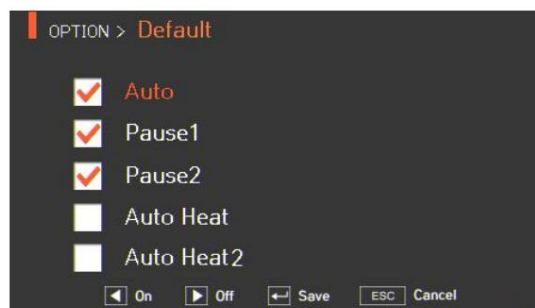 OPTION > Default
Auto
Pause1
Pause2
Auto Heat
Auto Heat2
On Off Save ESC Cancel